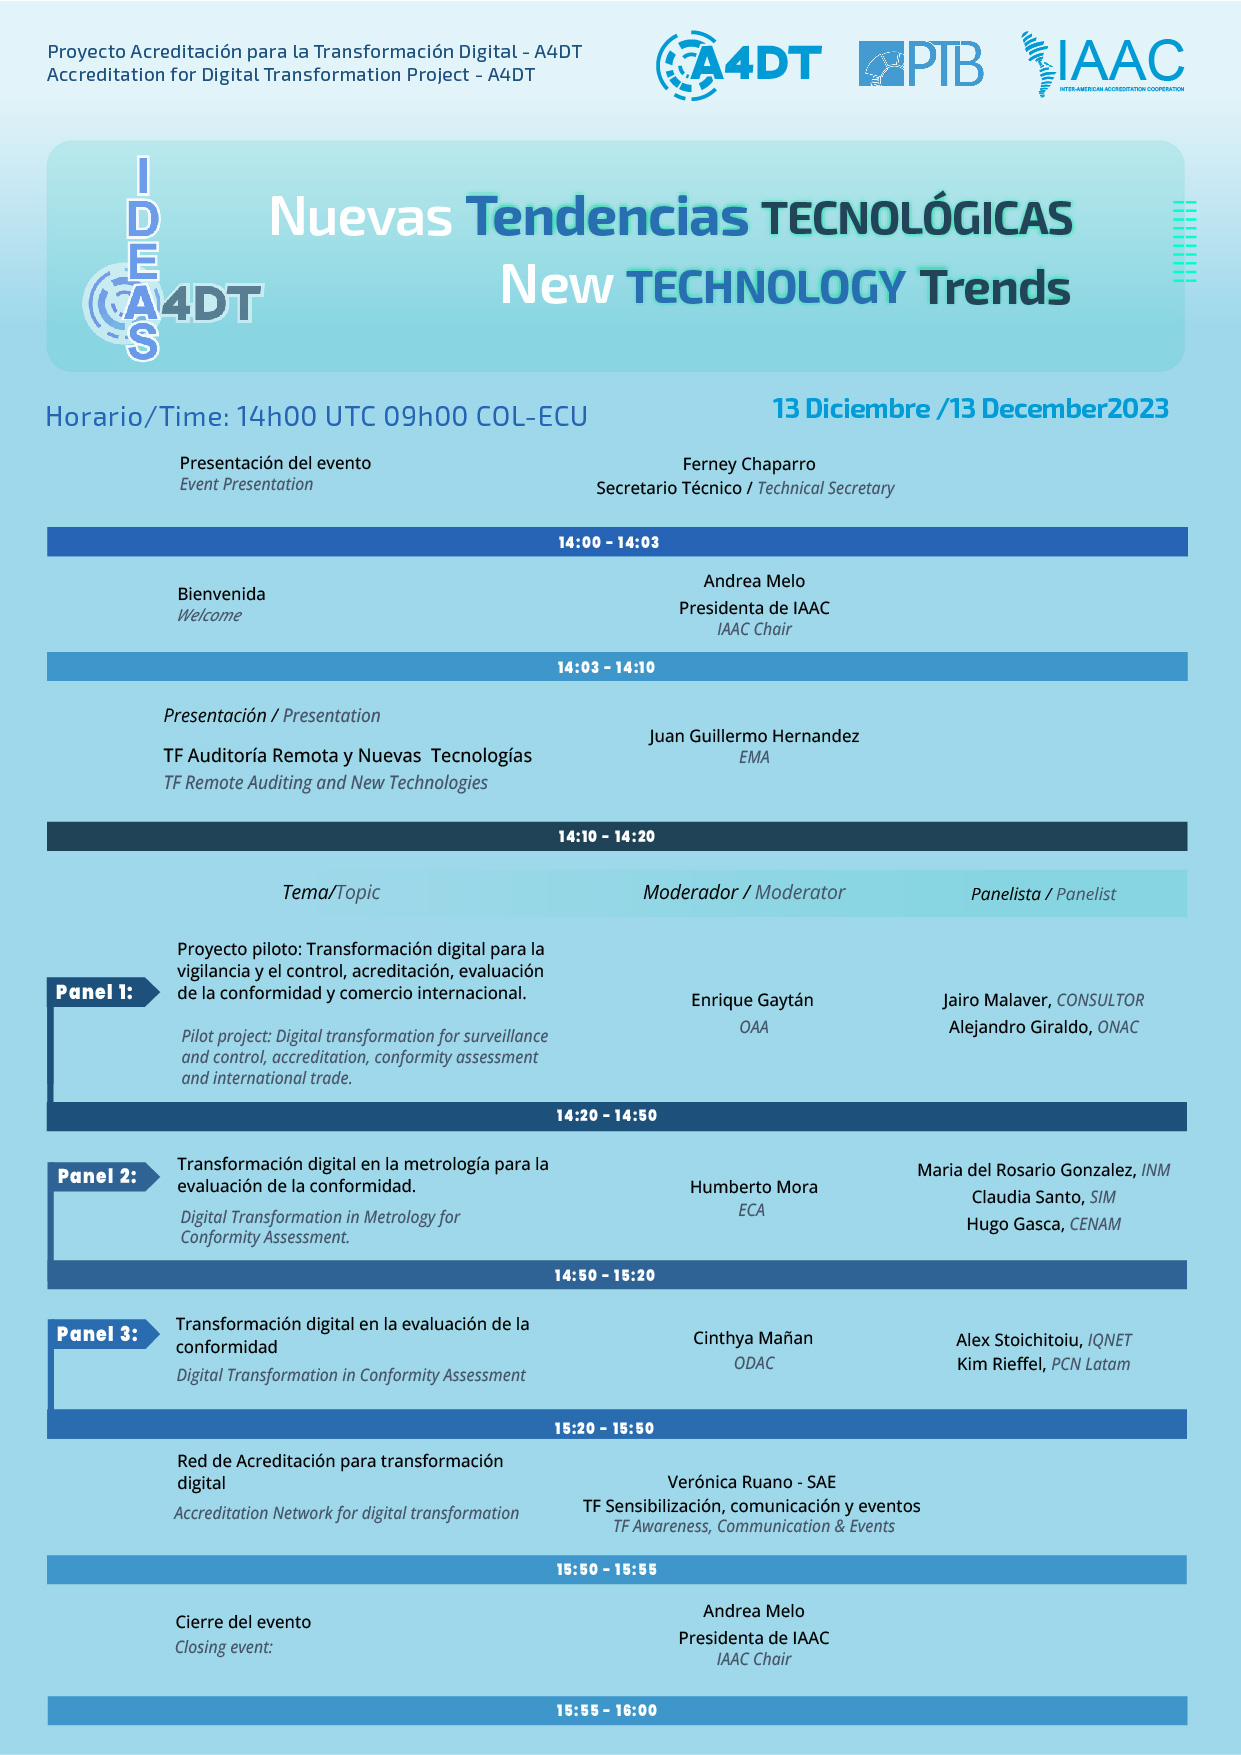 Proyecto Acreditación para la Transformación Digital - A4DT
Accreditation for Digital Transformation Project - A4DT
A4DT
PTB
IAAC
INTER-AMERICAN ACCREDITATION COOPERATION
IDEAS
A4DT
Nuevas Tendencias TECNOLÓGICAS
New TECHNOLOGY Trends
Horario/Time: 14h00 UTC 09h00 COL-ECU
13 Diciembre /13 December2023
Presentación del evento
Event Presentation
Ferney Chaparro
Secretario Técnico / Technical Secretary
14:00 - 14:03
Bienvenida
Welcome
Andrea Melo
Presidenta de IAAC
IAAC Chair
14:03 - 14:10
Presentación / Presentation
TF Auditoría Remota y Nuevas Tecnologías
TF Remote Auditing and New Technologies
Juan Guillermo Hernandez
EMA
14:10 - 14:20
Tema/Topic
Moderador / Moderator
Panelista / Panelist
Panel 1:
Proyecto piloto: Transformación digital para la
vigilancia y el control, acreditación, evaluación
de la conformidad y comercio internacional.
Pilot project: Digital transformation for surveillance
and control, accreditation, conformity assessment
and international trade.
Enrique Gaytán
OAA
Jairo Malaver, CONSULTOR
Alejandro Giraldo, ONAC
14:20 - 14:50
Panel 2:
Transformación digital en la metrología para la
evaluación de la conformidad.
Digital Transformation in Metrology for
Conformity Assessment.
Humberto Mora
ECA
Maria del Rosario Gonzalez, INM
Claudia Santo, SIM
Hugo Gasca, CENAM
14:50 - 15:20
Panel 3:
Transformación digital en la evaluación de la
conformidad
Digital Transformation in Conformity Assessment
Cinthya Mañan
ODAC
Alex Stoichitoiu, IQNET
Kim Rieffel, PCN Latam
15:20 - 15:50
Red de Acreditación para transformación
digital
Accreditation Network for digital transformation
Verónica Ruano - SAE
TF Sensibilización, comunicación y eventos
TF Awareness, Communication & Events
15:50 - 15:55
Cierre del evento
Closing event:
Andrea Melo
Presidenta de IAAC
IAAC Chair
15:55 - 16:00